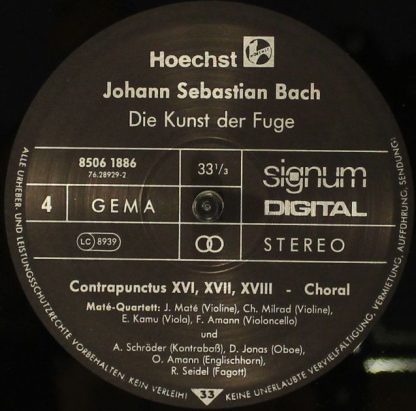 Hoechst
Johann Sebastian Bach
Die Kunst der Fuge
8506 1886
76.28929-2
33 1/3
signum
DIGITAL
4
GEMA
LC 8939
STEREO
Contrapunctus XVI, XVII, XVIII - Choral
Maté-Quartett: J. Maté (Violine), Ch. Milrad (Violine),
E. Kamu (Viola), F. Amann (Violoncello)
und
A. Schröder (Kontrabaß), D. Jonas (Oboe),
O. Amann (Englischhorn),
R. Seidel (Fagott)
ALLE URHEBER- UND LEISTUNGSSCHUTZRECHTE VORBEHALTEN KEIN VERLEIH!
33
KEINE UNERLAUBTE VERVIELFÄLTIGUNG, VERMIETUNG, AUFFÜHRUNG, SENDUNG!